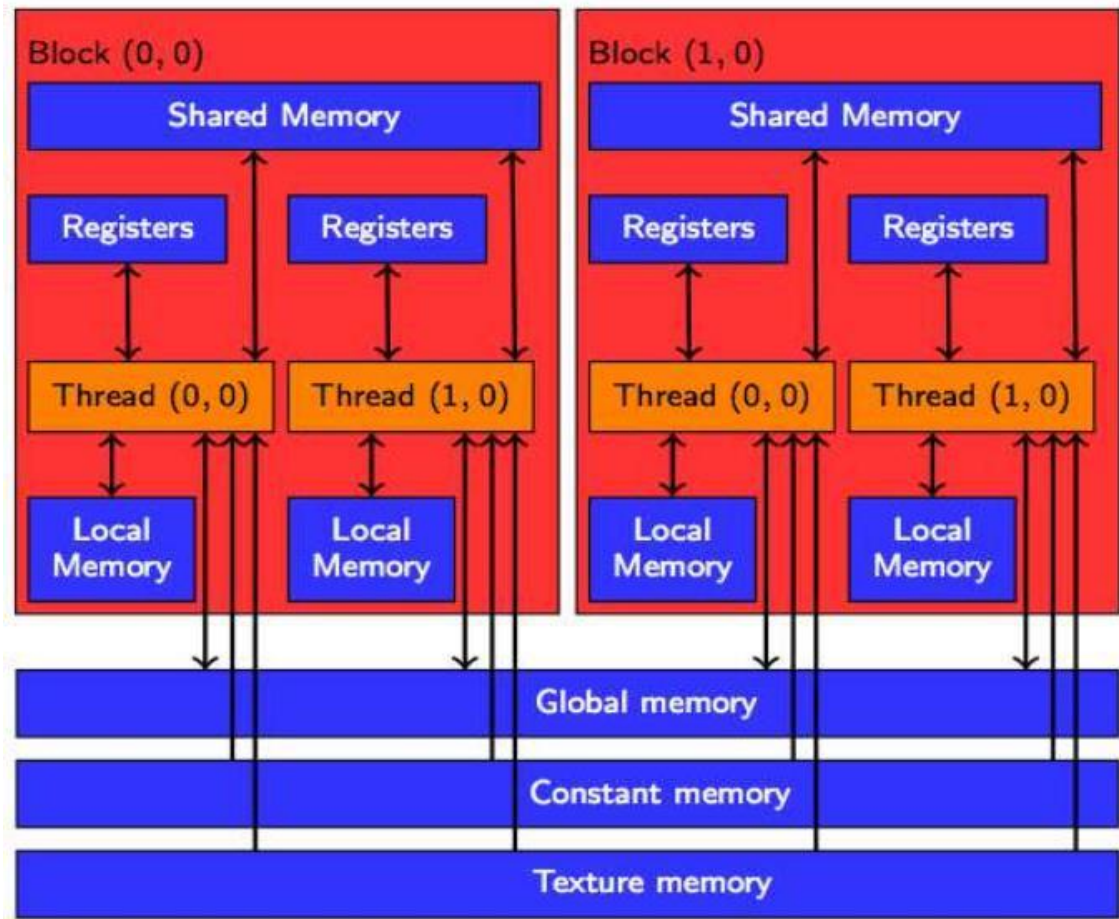 Block (0, 0)
Shared Memory
Registers
Registers
Thread (0, 0)
Thread (1, 0)
Local
Memory
Local
Memory
Block (1, 0)
Shared Memory
Registers
Registers
Thread (0, 0)
Thread (1, 0)
Local
Memory
Local
Memory
Global memory
Constant memory
Texture memory